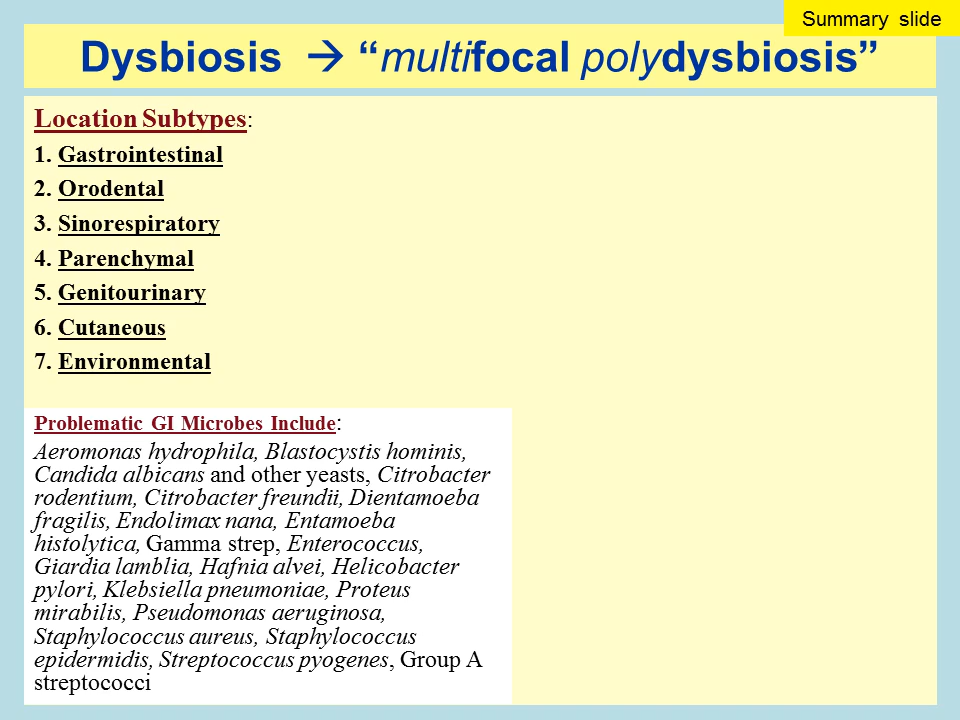 Summary slide
Dysbiosis → “multifocal polydysbiosis”
Location Subtypes:
1. Gastrointestinal
2. Orodental
3. Sinorespiratory
4. Parenchymal
5. Genitourinary
6. Cutaneous
7. Environmental
Problematic GI Microbes Include:
Aeromonas hydrophila, Blastocystis hominis,
Candida albicans and other yeasts, Citrobacter
rodentium, Citrobacter freundii, Dientamoeba
fragilis, Endolimax nana, Entamoeba
histolytica, Gamma strep, Enterococcus,
Giardia lamblia, Hafnia alvei, Helicobacter
pylori, Klebsiella pneumoniae, Proteus
mirabilis, Pseudomonas aeruginosa,
Staphylococcus aureus, Staphylococcus
epidermidis, Streptococcus pyogenes, Group A
streptococci